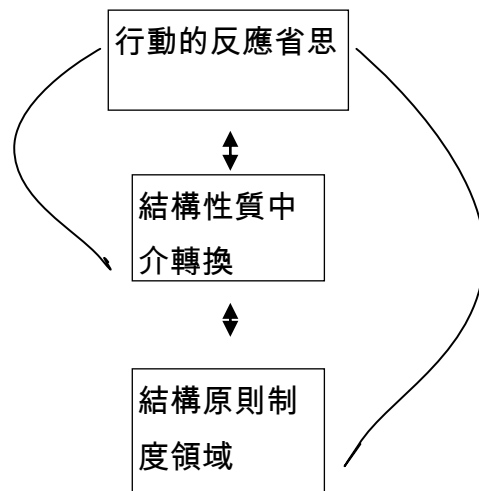 行動的反應省思
結構性質中
介轉換
結構原則制
度領域